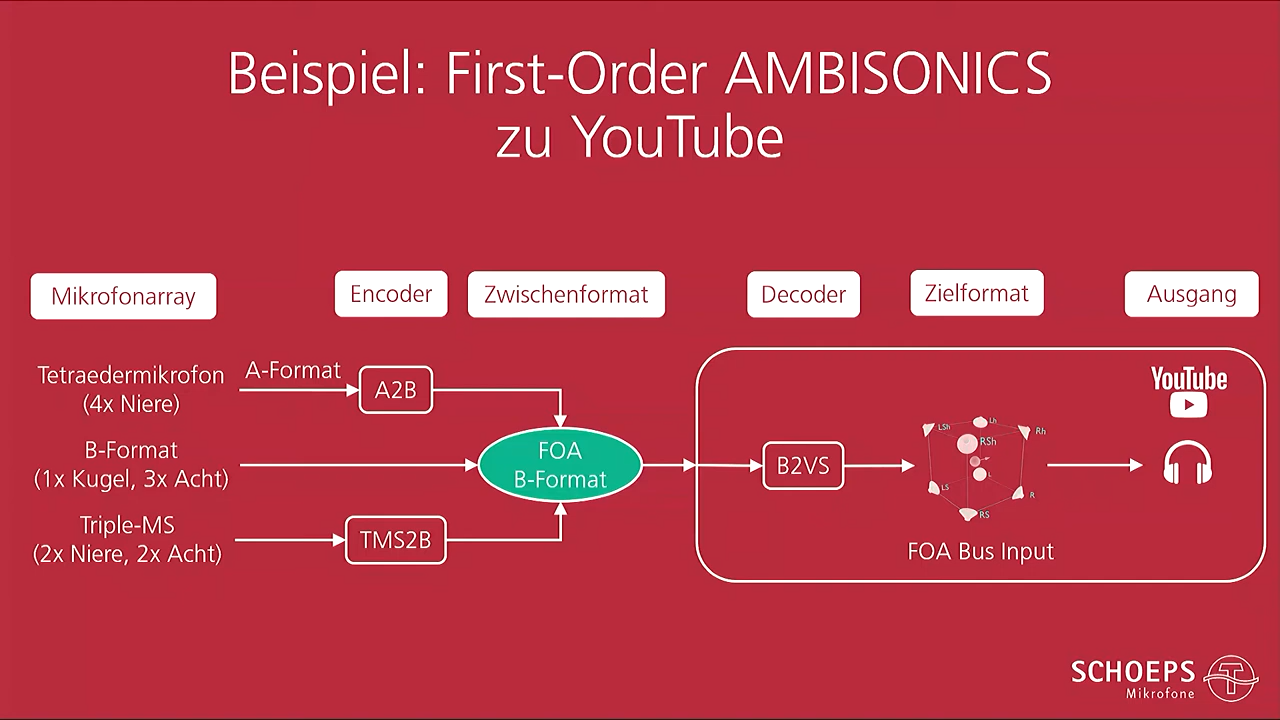 Beispiel: First-Order AMBISONICS
zu YouTube
Mikrofonarray
Encoder
Zwischenformat
Decoder
Zielformat
Ausgang
Tetraedermikrofon
(4x Niere)
A-Format
A2B
B-Format
(1x Kugel, 3x Acht)
Triple-MS
(2x Niere, 2x Acht)
TMS2B
FOA
B-Format
B2VS
LSh
Lh
Rh
RSh
L
LS
R
RS
FOA Bus Input
YouTube
SCHOEPS
Mikrofone